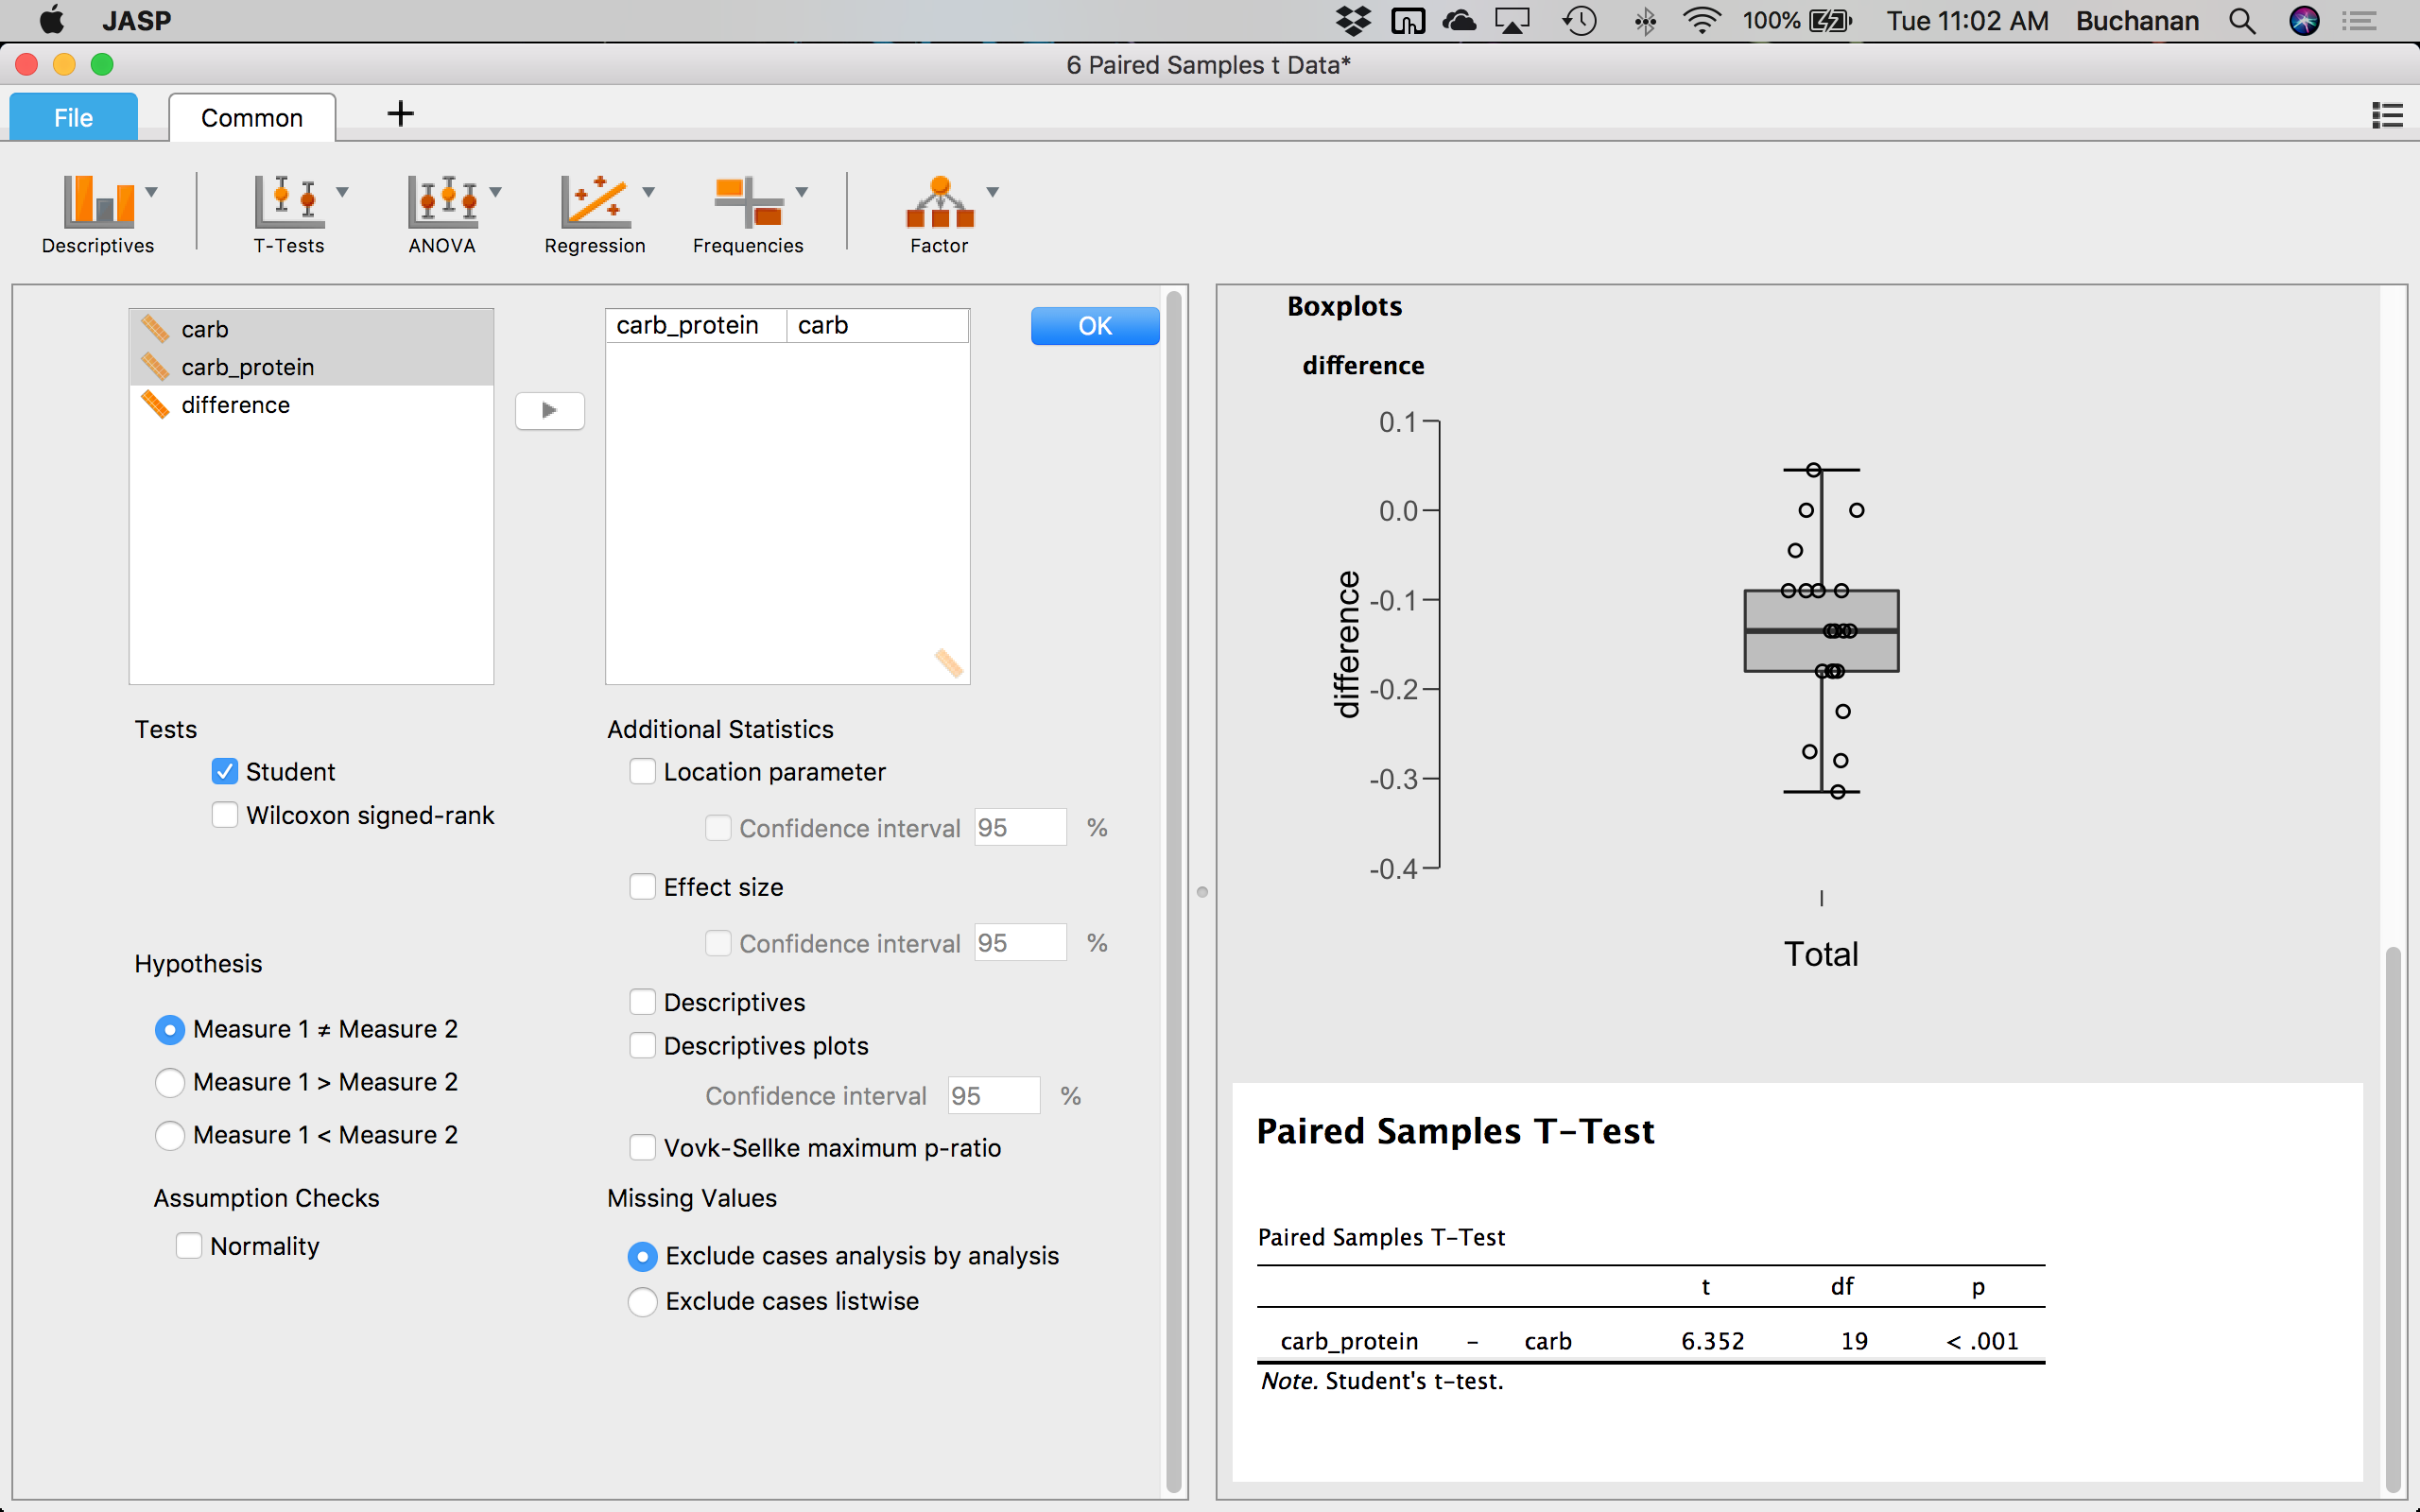 JASP
100%
Tue 11:02 AM
Buchanan
6 Paired Samples t Data*
File
Common
+
Descriptives
T-Tests
ANOVA
Regression
Frequencies
Factor
carb
carb_protein
difference
carb_protein
carb
OK
Tests
Student
Wilcoxon signed-rank
Hypothesis
Measure 1 ≠ Measure 2
Measure 1 > Measure 2
Measure 1 < Measure 2
Assumption Checks
Normality
Additional Statistics
Location parameter
Confidence interval 95 %
Effect size
Confidence interval 95 %
Descriptives
Descriptives plots
Confidence interval 95 %
Vovk-Sellke maximum p-ratio
Missing Values
Exclude cases analysis by analysis
Exclude cases listwise
Boxplots
difference
0.1
0.0
-0.1
-0.2
-0.3
-0.4
difference
Total
Paired Samples T-Test
Paired Samples T-Test
t df p
carb_protein - carb 6.352 19 < .001
Note. Student's t-test.